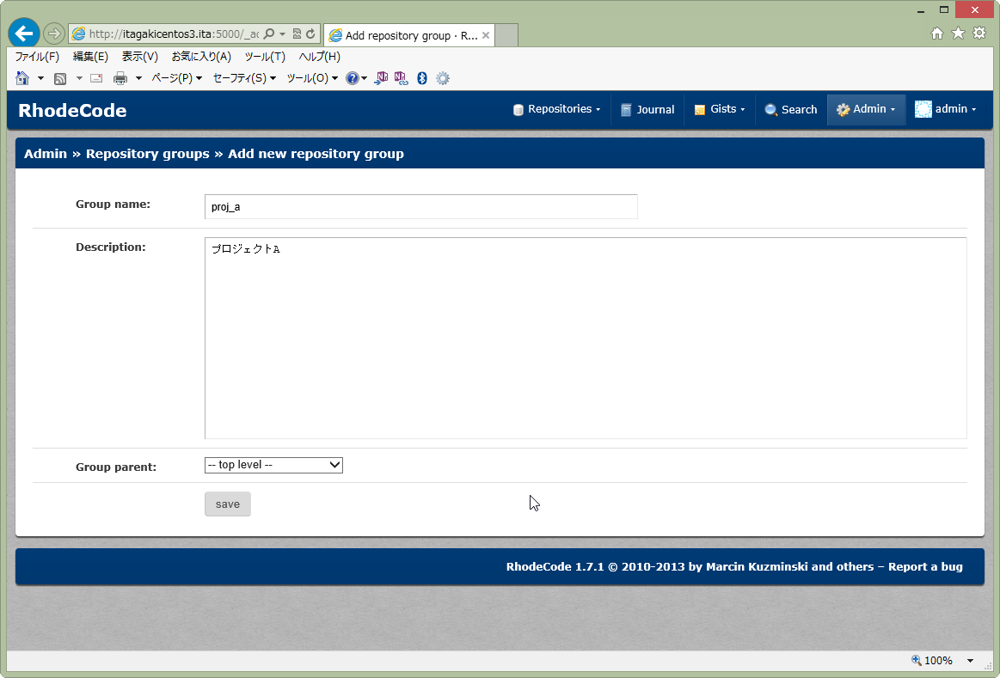 http://itagakicentos3.ita:5000/_ac
Add repository group · R...
ファイル(F) 編集(E) 表示(V) お気に入り(A) ツール(T) ヘルプ(H)
ページ(P) セーフティ(S) ツール(O)
RhodeCode
Repositories Journal Gists Search Admin admin
Admin » Repository groups » Add new repository group
Group name: proj_a
Description: プロジェクトA
Group parent: -- top level --
save
RhodeCode 1.7.1 © 2010-2013 by Marcin Kuzminski and others – Report a bug
100%